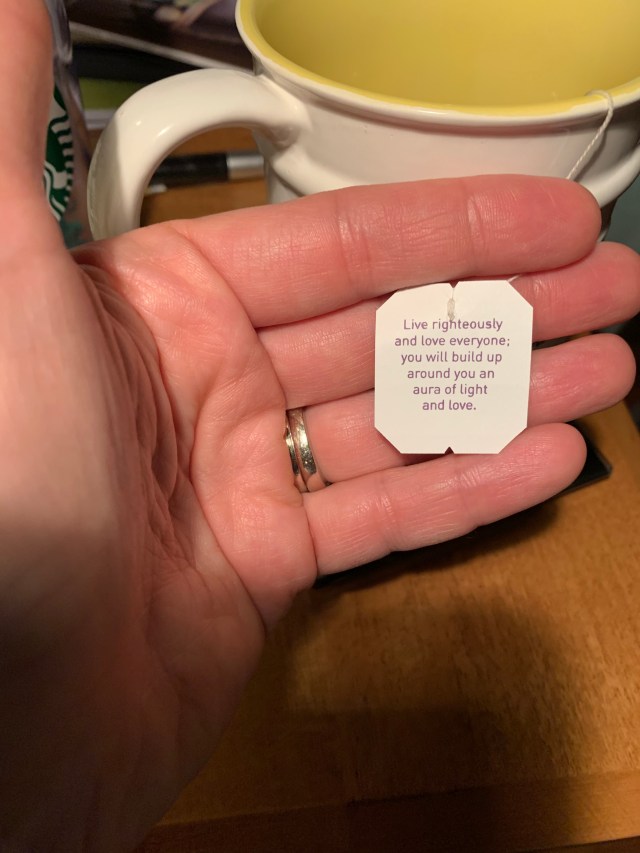 Live righteously
and love everyone;
you will build up
around you an
aura of light
and love.